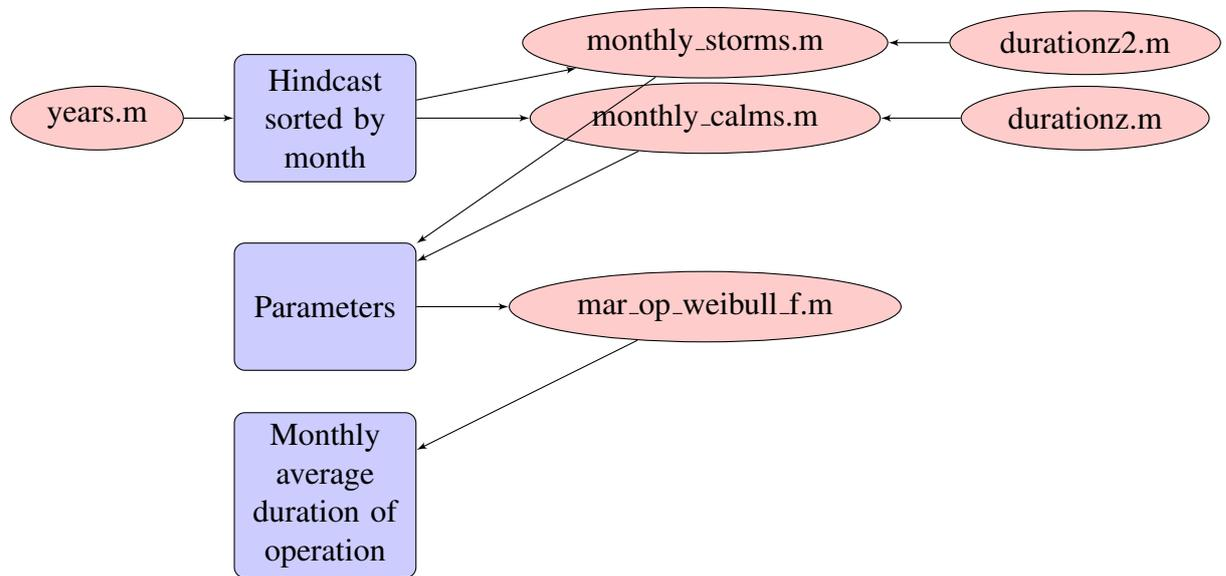 years.m
Hindcast
sorted by
month
monthly_storms.m
durationz2.m
monthly_calms.m
durationz.m
Parameters
mar_op_weibull_f.m
Monthly
average
duration of
operation